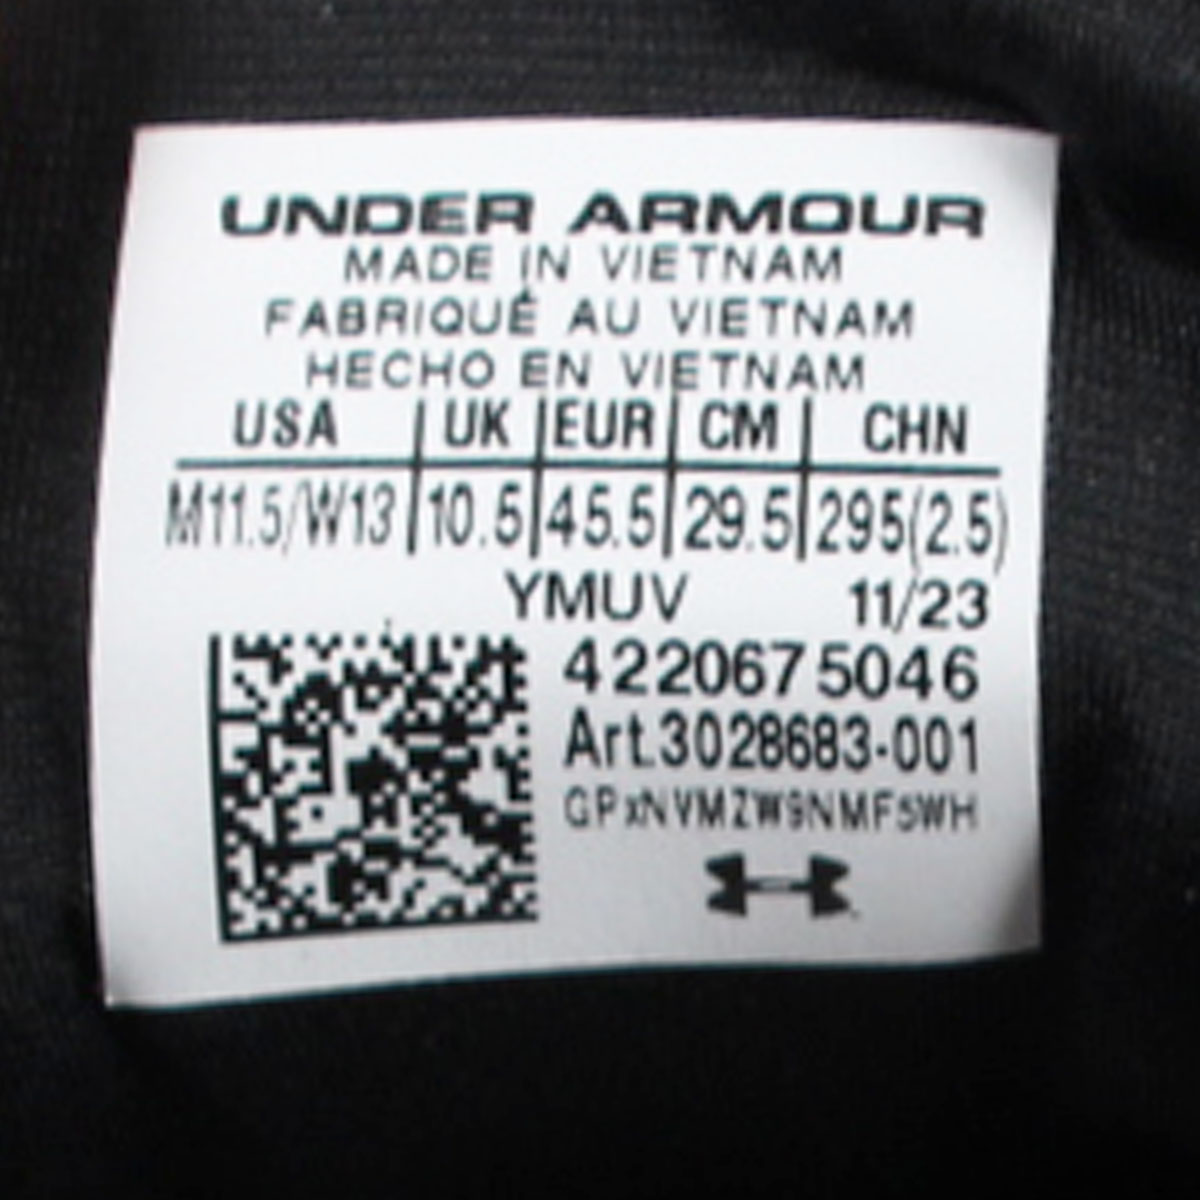 UNDER ARMOUR
MADE IN VIETNAM
FABRIQUÉ AU VIETNAM
HECHO EN VIETNAM
USA | UK | EUR | CM | CHN
M11.5/W13 | 10.5 | 45.5 | 29.5 | 295(2.5)
YMUV 11/23
4220675046
Art.3028683-001
GPxNVMZW9NMF5WH